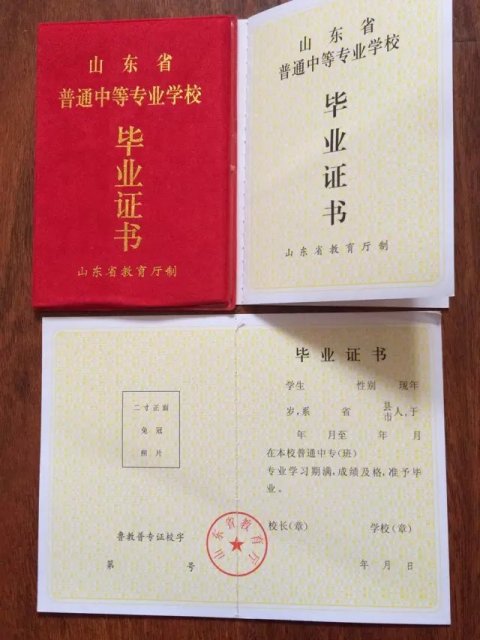 山东省
普通中等专业学校
毕业证书
山东省教育厅制
山东省
普通中等专业学校
毕业证书
山东省教育厅制
二寸正面
免冠
照片
鲁教普专证校字
第 号
山东省教育厅
毕业证书
学生 性别 现年
岁,系 省 县市人,于
年 月至 年 月
在本校普通中专(班)
专业学习期满,成绩及格,准予毕
业。
校长(章) 学校(章)
年 月 日